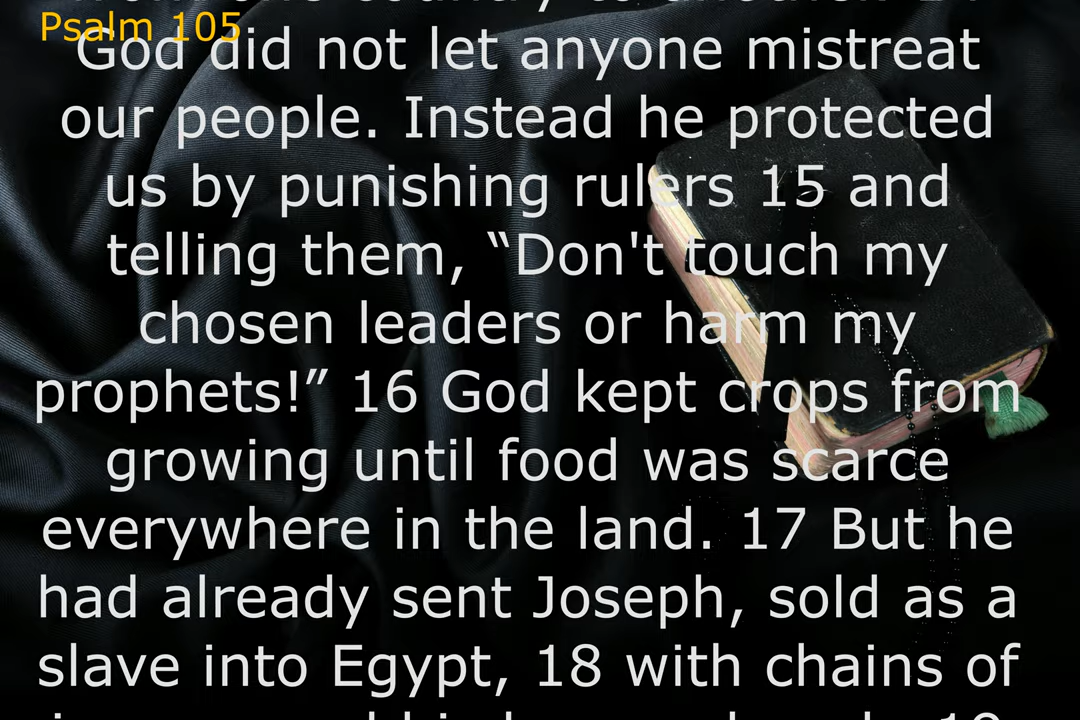 Psalm 105
God did not let anyone mistreat
our people. Instead he protected
us by punishing rulers 15 and
telling them, “Don't touch my
chosen leaders or harm my
prophets!” 16 God kept crops from
growing until food was scarce
everywhere in the land. 17 But he
had already sent Joseph, sold as a
slave into Egypt, 18 with chains of